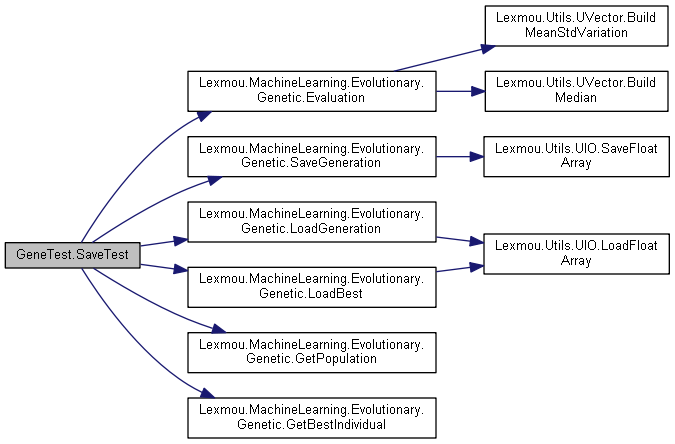 GeneTest.SaveTest
Lexmou.MachineLearning.Evolutionary.
Genetic.Evaluation
Lexmou.Utils.UVector.Build
MeanStdVariation
Lexmou.Utils.UVector.Build
Median
Lexmou.MachineLearning.Evolutionary.
Genetic.SaveGeneration
Lexmou.Utils.UIO.SaveFloat
Array
Lexmou.MachineLearning.Evolutionary.
Genetic.LoadGeneration
Lexmou.Utils.UIO.LoadFloat
Array
Lexmou.MachineLearning.Evolutionary.
Genetic.LoadBest
Lexmou.MachineLearning.Evolutionary.
Genetic.GetPopulation
Lexmou.MachineLearning.Evolutionary.
Genetic.GetBestIndividual